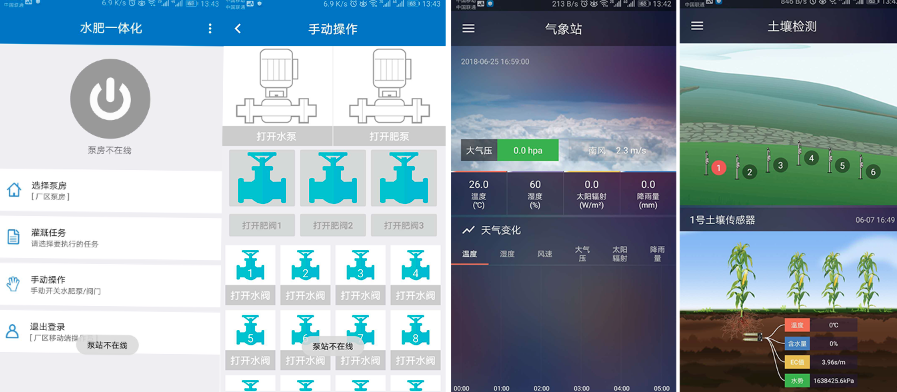 中国联通
6.9 K/s
13:43
水肥一体化
泵房不在线
选择泵房
[ 厂区泵房 ]
灌溉任务
请选择要执行的任务
手动操作
手动开关水肥泵/阀门
退出登录
泵站不在线
中国联通
6.9 K/s
13:43
手动操作
打开水泵
打开肥泵
打开肥阀1
打开肥阀2
打开肥阀3
1
2
3
4
打开水阀
打开水阀
打开水阀
打开水阀
5
6
7
8
打开水阀
打开水阀
打开水阀
打开水阀
泵站不在线
中国联通
213 B/s
13:42
气象站
2018-06-25 16:59:00
大气压
0.0 hpa
南风
2.3 m/s
26.0
60
0.0
0.0
温度
湿度
太阳辐射
降雨量
(℃)
(%)
(W/m²)
(mm)
天气变化
温度
湿度
风速
大气压
太阳辐射
降雨量
00:00
01:00
02:00
03:00
04:00
05:00
中国联通
846 B/s
土壤检测
1
2
3
4
5
6
1号土壤传感器
06-07 16:49
温度
0℃
含水量
0%
EC值
3.96s/m
水势
1638425.6kPa